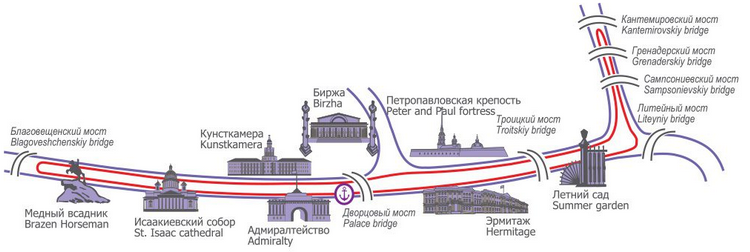 Кантемировский мост
Kantemirovskiy bridge
Гренадерский мост
Grenaderskiy bridge
Сампсониевский мост
Sampsonievskiy bridge
Литейный мост
Liteyniy bridge
Биржа
Birzha
Петропавловская крепость
Peter and Paul fortress
Троицкий мост
Troitskiy bridge
Кунсткамера
Kunstkamera
Благовещенский мост
Blagoveshchenskiy bridge
Медный всадник
Brazen Horseman
Исаакиевский собор
St. Isaac cathedral
Адмиралтейство
Admiralty
Дворцовый мост
Palace bridge
Эрмитаж
Hermitage
Летний сад
Summer garden